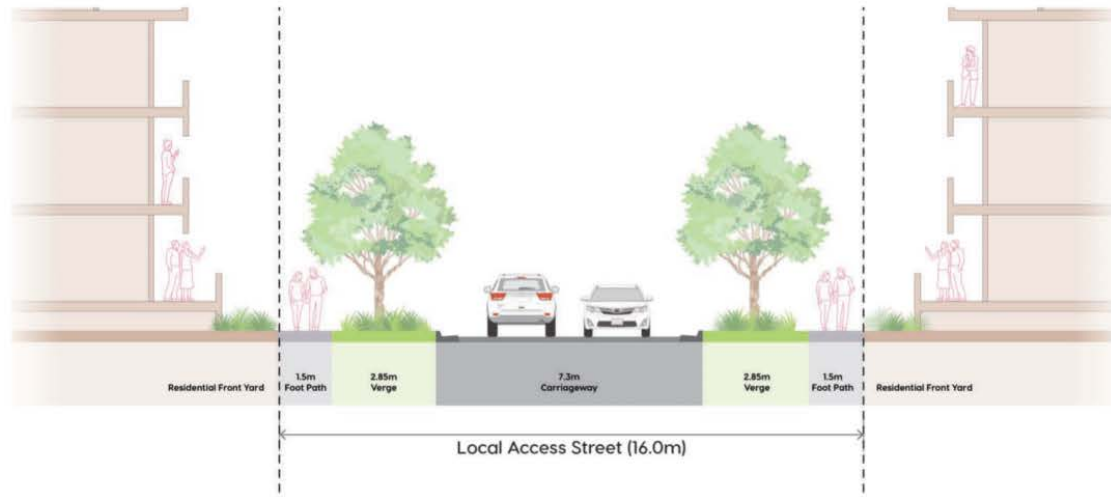 Residential Front Yard
1.5m
Foot Path
2.85m
Verge
7.3m
Carriageway
2.85m
Verge
1.5m
Foot Path
Residential Front Yard
Local Access Street (16.0m)